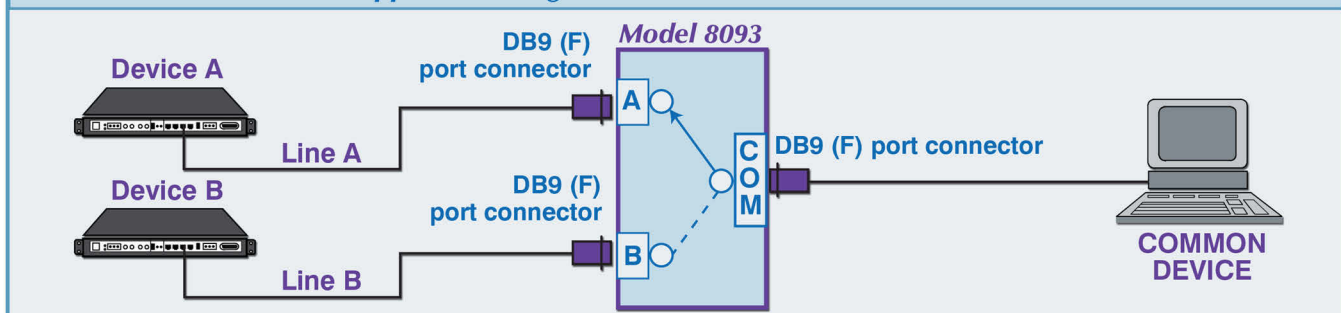 Model 8093
DB9 (F)
port connector
Device A
A
Line A
C
O
M
DB9 (F) port connector
Device B
DB9 (F)
port connector
B
Line B
COMMON
DEVICE